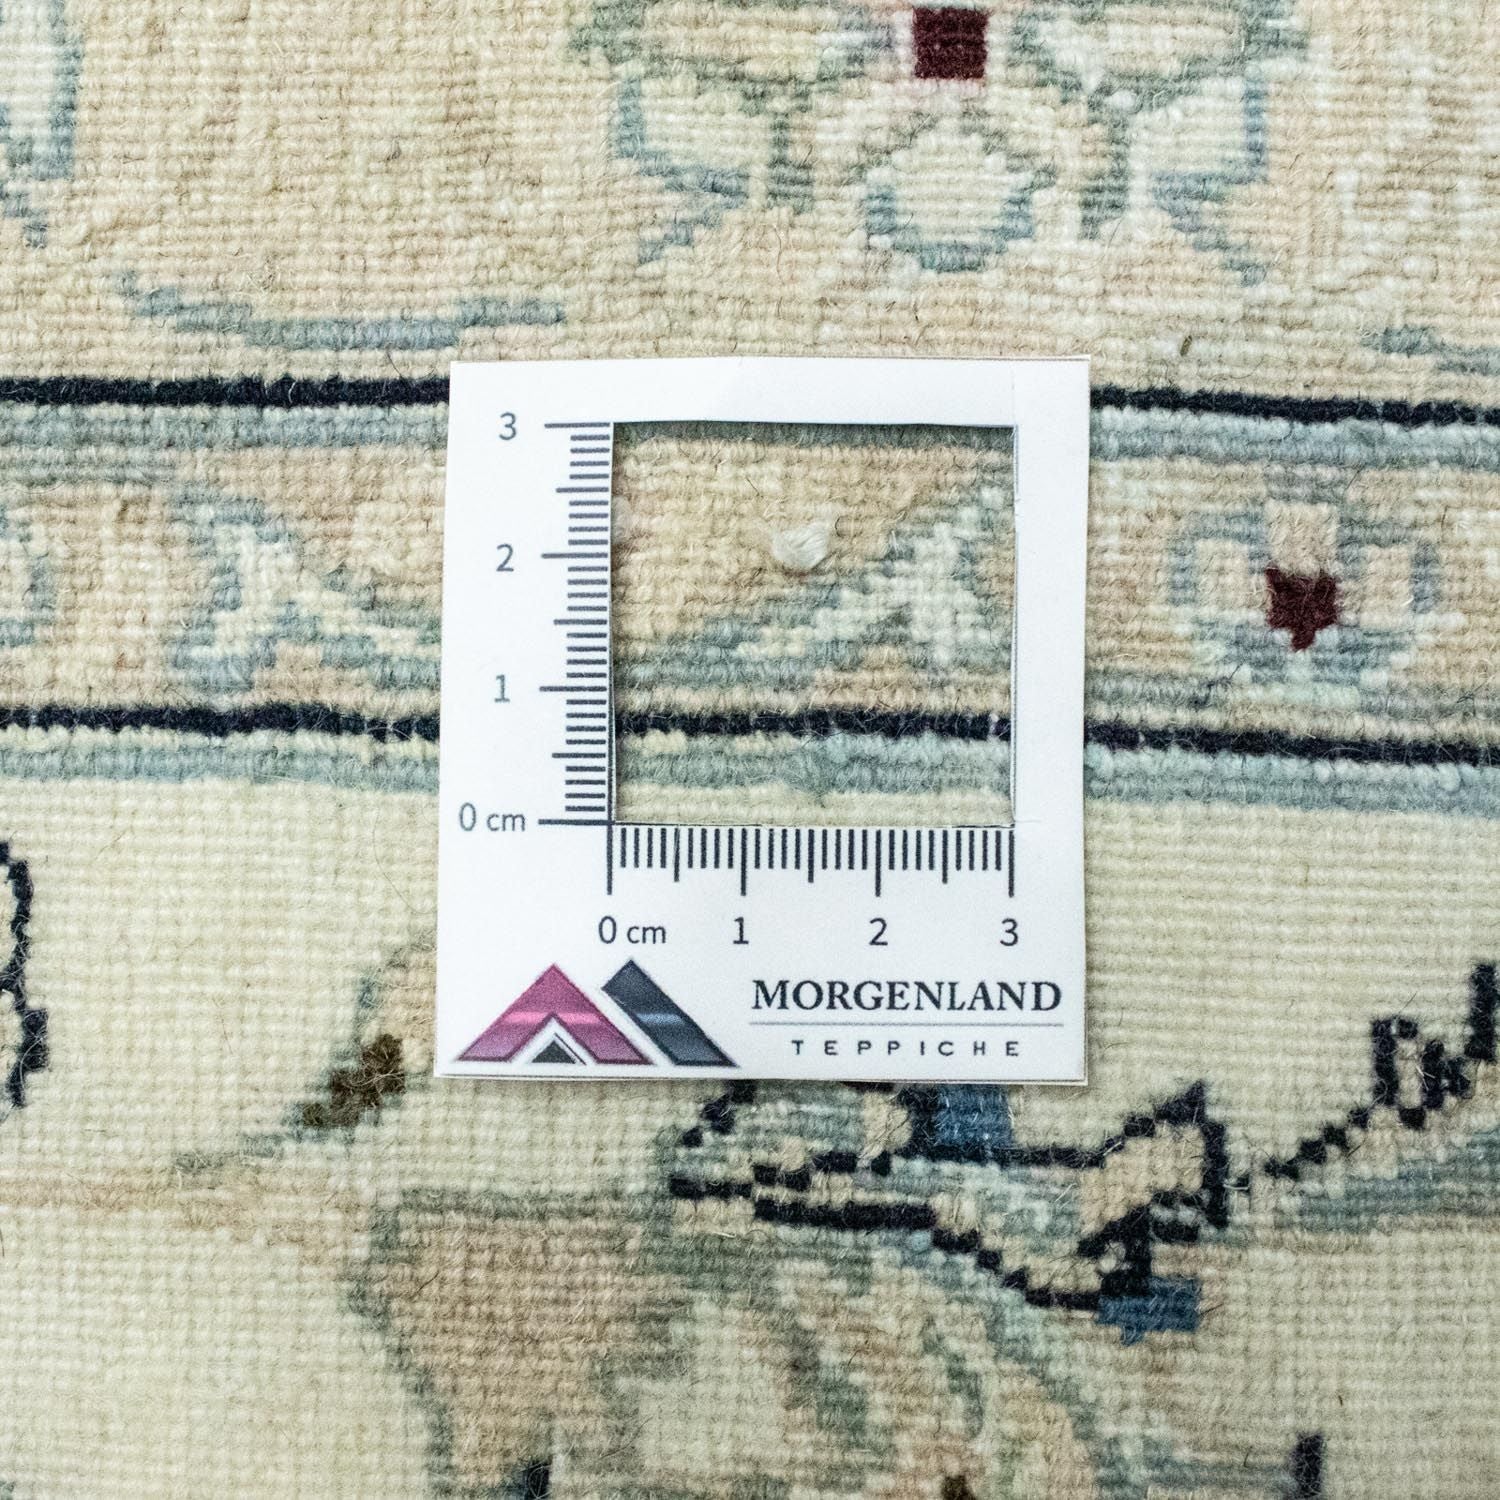 3
2
1
0 cm
0 cm 1 2 3
MORGENLAND
TEPPICHE